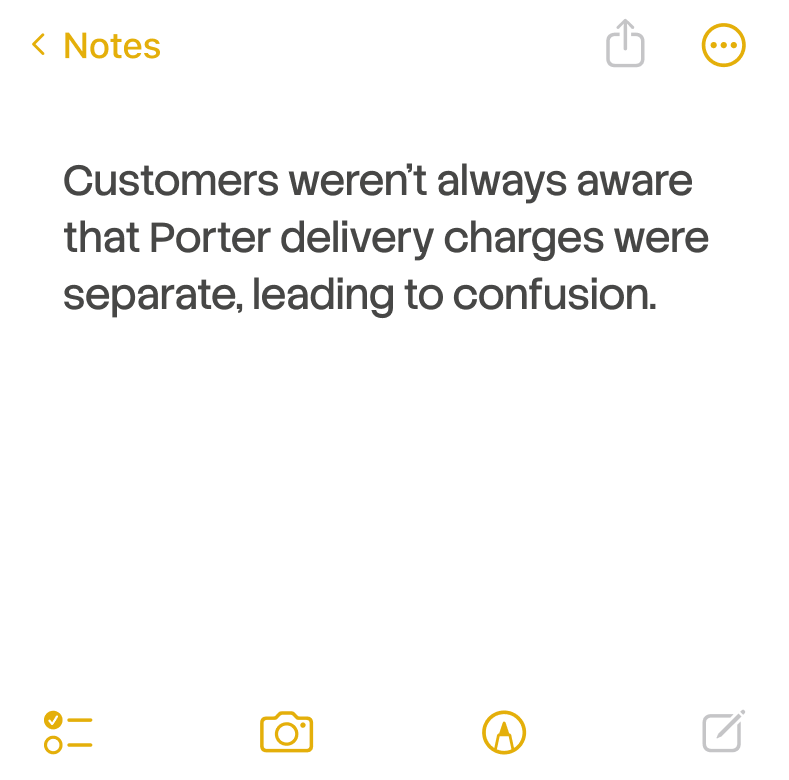 Notes
Customers weren’t always aware
that Porter delivery charges were
separate, leading to confusion.